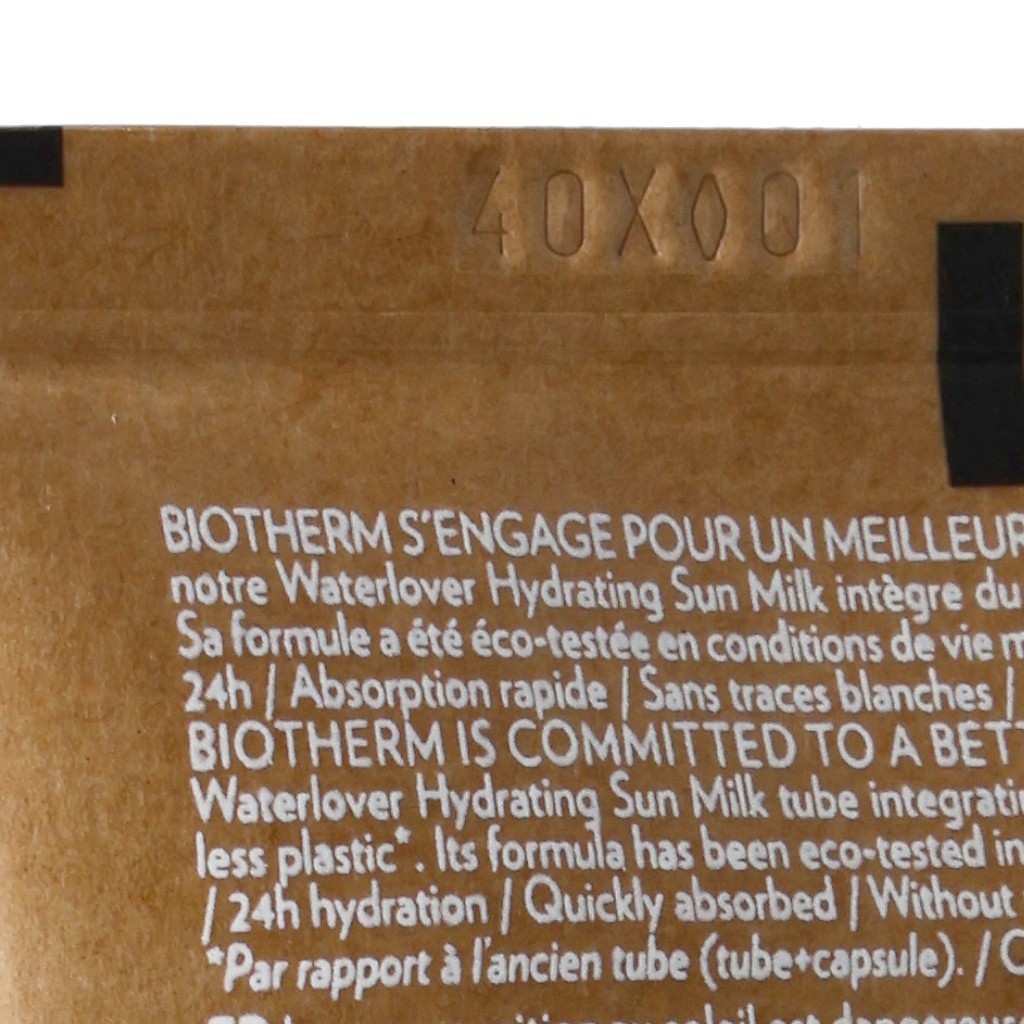 40X001
BIOTHERM S'ENGAGE POUR UN MEILLEUR
notre Waterlover Hydrating Sun Milk intègre du
Sa formule a été éco-testée en conditions de vie
24h / Absorption rapide / Sans traces blanches /
BIOTHERM IS COMMITTED TO A BETT
Waterlover Hydrating Sun Milk tube integrati
less plastic*. Its formula has been eco-tested in
/ 24h hydration / Quickly absorbed / Without
*Par rapport à l'ancien tube (tube+capsule). / C